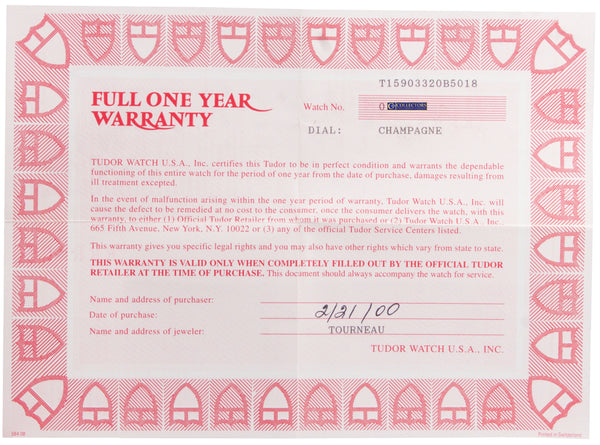 T15903320B5018
FULL ONE YEAR
WARRANTY
Watch No.
COLLECTORS
DIAL: CHAMPAGNE
TUDOR WATCH U.S.A., Inc. certifies this Tudor to be in perfect condition and warrants the dependable
functioning of this entire watch for the period of one year from the date of purchase, damages resulting from
ill treatment excepted.
In the event of malfunction arising within the one year period of warranty, Tudor Watch U.S.A., Inc. will
cause the defect to be remedied at no cost to the consumer, once the consumer delivers the watch, with this
warranty, to either (1) Official Tudor Retailer from whom it was purchased or (2) Tudor Watch U.S.A., Inc.
665 Fifth Avenue, New York, N.Y. 10022 or (3) any of the official Tudor Service Centers listed.
This warranty gives you specific legal rights and you may also have other rights which vary from state to state.
THIS WARRANTY IS VALID ONLY WHEN COMPLETELY FILLED OUT BY THE OFFICIAL TUDOR
RETAILER AT THE TIME OF PURCHASE. This document should always accompany the watch for service.
Name and address of purchaser:
Date of purchase: 2/21/00
Name and address of jeweler: TOURNEAU
TUDOR WATCH U.S.A., INC.
Printed in Switzerland